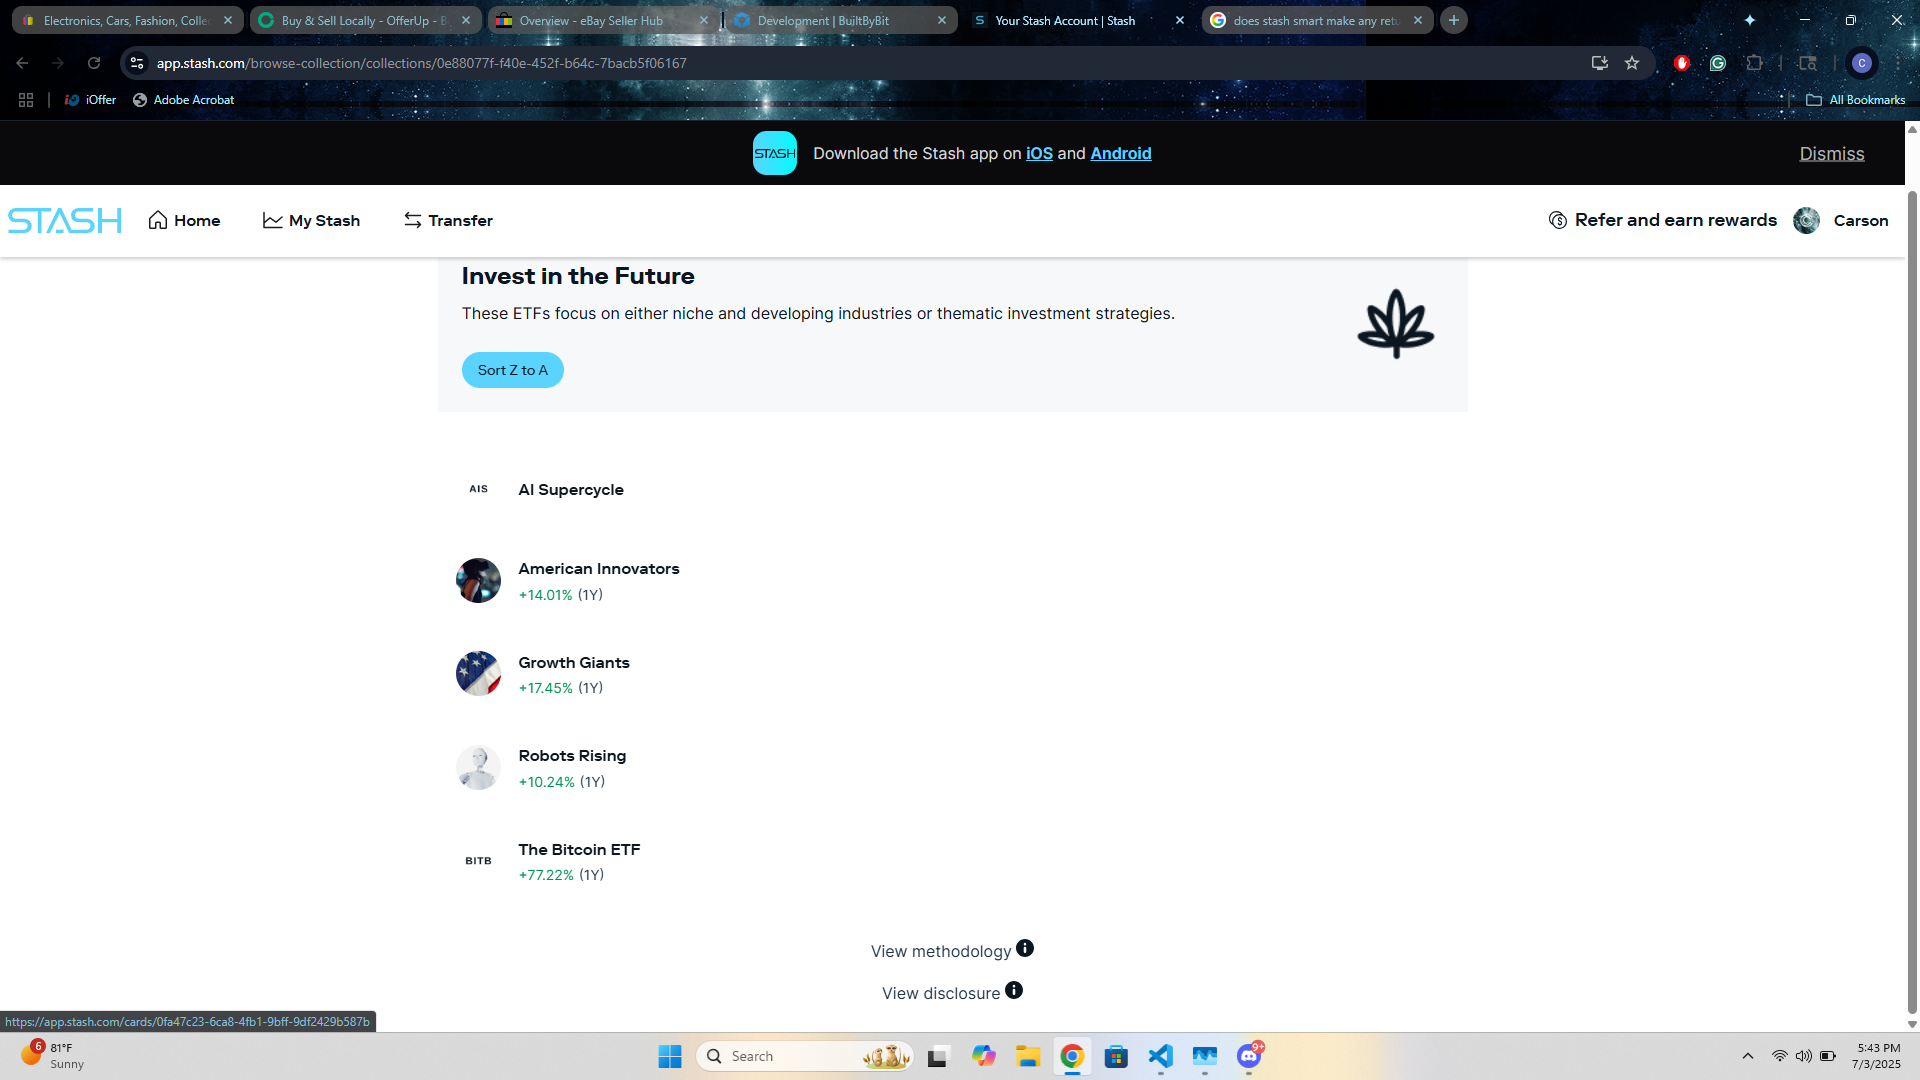 Electronics, Cars, Fashion, Colle
Buy & Sell Locally - OfferUp - B
Overview - eBay Seller Hub
Development | BuiltByBit
S
Your Stash Account | Stash
does stash smart make any retu
app.stash.com/browse-collection/collections/0e88077f-f40e-452f-b64c-7bacb5f06167
C
iOffer
Adobe Acrobat
All Bookmarks
STASH
Download the Stash app on iOS and Android
Dismiss
STASH
Home
My Stash
Transfer
Refer and earn rewards
Carson
Invest in the Future
These ETFs focus on either niche and developing industries or thematic investment strategies.
Sort Z to A
AIS
AI Supercycle
American Innovators
+14.01% (1Y)
Growth Giants
+17.45% (1Y)
Robots Rising
+10.24% (1Y)
BITB
The Bitcoin ETF
+77.22% (1Y)
View methodology
View disclosure
https://app.stash.com/cards/0fa47c23-6ca8-4fb1-9bff-9df2429b587b
6
81°F
Sunny
Search
9+
5:43 PM
7/3/2025